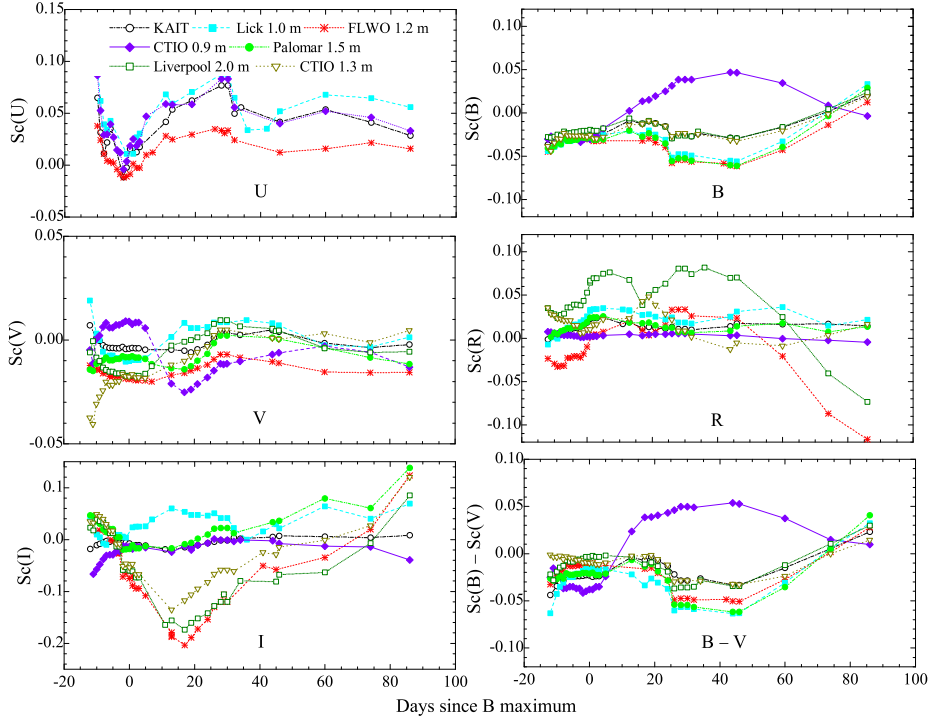 KAIT Lick 1.0 m FLWO 1.2 m
CTIO 0.9 m Palomar 1.5 m
Liverpool 2.0 m CTIO 1.3 m
Sc(U)
0.15
0.10
0.05
0.00
0.05
U
Sc(B)
0.10
0.05
0.00
-0.05
-0.10
B
Sc(V)
0.05
0.00
-0.05
V
Sc(R)
0.10
0.05
0.00
-0.05
-0.10
R
Sc(I)
0.1
0.0
-0.1
-0.2
I
-20 0 20 40 60 80 100
Sc(B) – Sc(V)
0.10
0.05
0.00
-0.05
-0.10
B – V
0 20 40 60 80 100
Days since B maximum